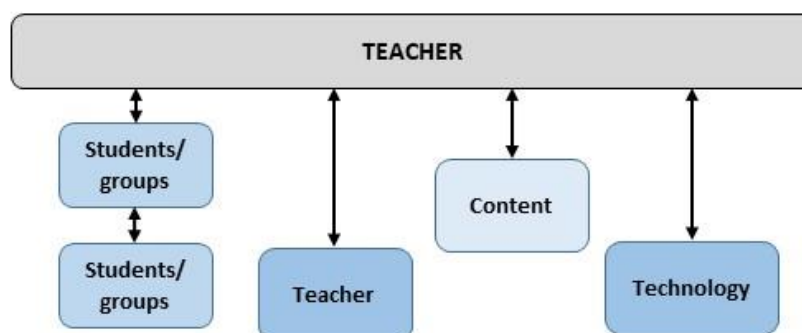 TEACHER
Students/
groups
Content
Students/
groups
Teacher
Technology